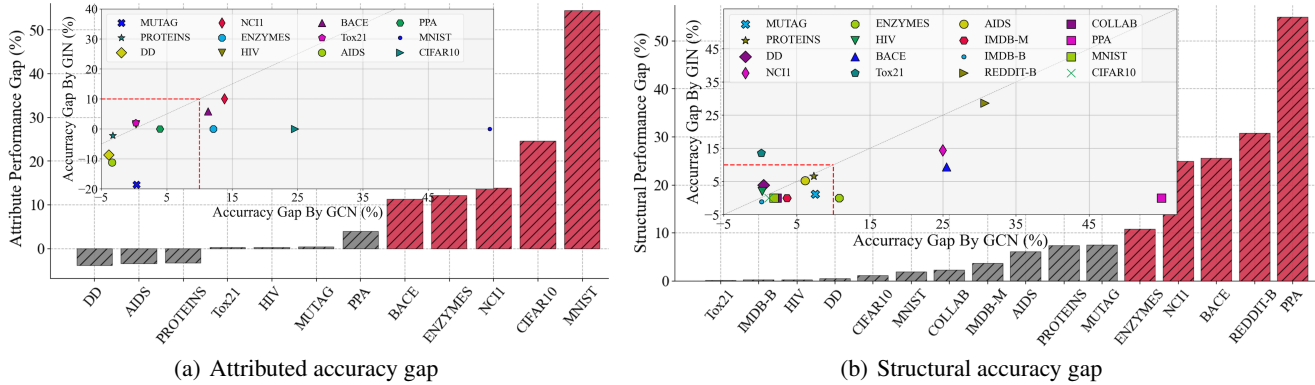 Attribute Performance Gap (%)
50
40
30
20
10
0
Accurracy Gap By GIN (%)
40
30
20
10
0
−10
−20
MUTAG NCI1 BACE PPA
PROTEINS ENZYMES Tox21 MNIST
DD HIV AIDS CIFAR10
−5 5 15 25 35 45
Accurracy Gap By GCN (%)
DD AIDS PROTEINS Tox21 HIV MUTAG PPA BACE ENZYMES NCI1 CIFAR10 MNIST
(a) Attributed accuracy gap
Structural Performance Gap (%)
50
40
30
20
10
0
Accurracy Gap By GIN (%)
45
35
25
15
5
−5
MUTAG ENZYMES AIDS COLLAB
PROTEINS HIV IMDB-M PPA
DD BACE IMDB-B MNIST
NCI1 Tox21 REDDIT-B CIFAR10
−5 5 15 25 35 45
Accurracy Gap By GCN (%)
Tox21 IMDB-B HIV DD CIFAR10 MNIST COLLAB IMDB-M AIDS PROTEINS MUTAG ENZYMES NCI1 BACE REDDIT-B PPA
(b) Structural accuracy gap